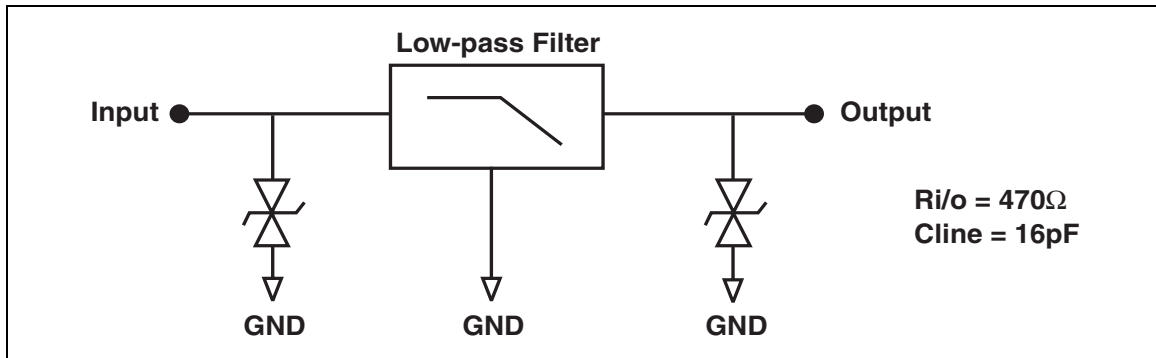 Low-pass Filter
Input
Output
Ri/o = 470Ω
Cline = 16pF
GND
GND
GND